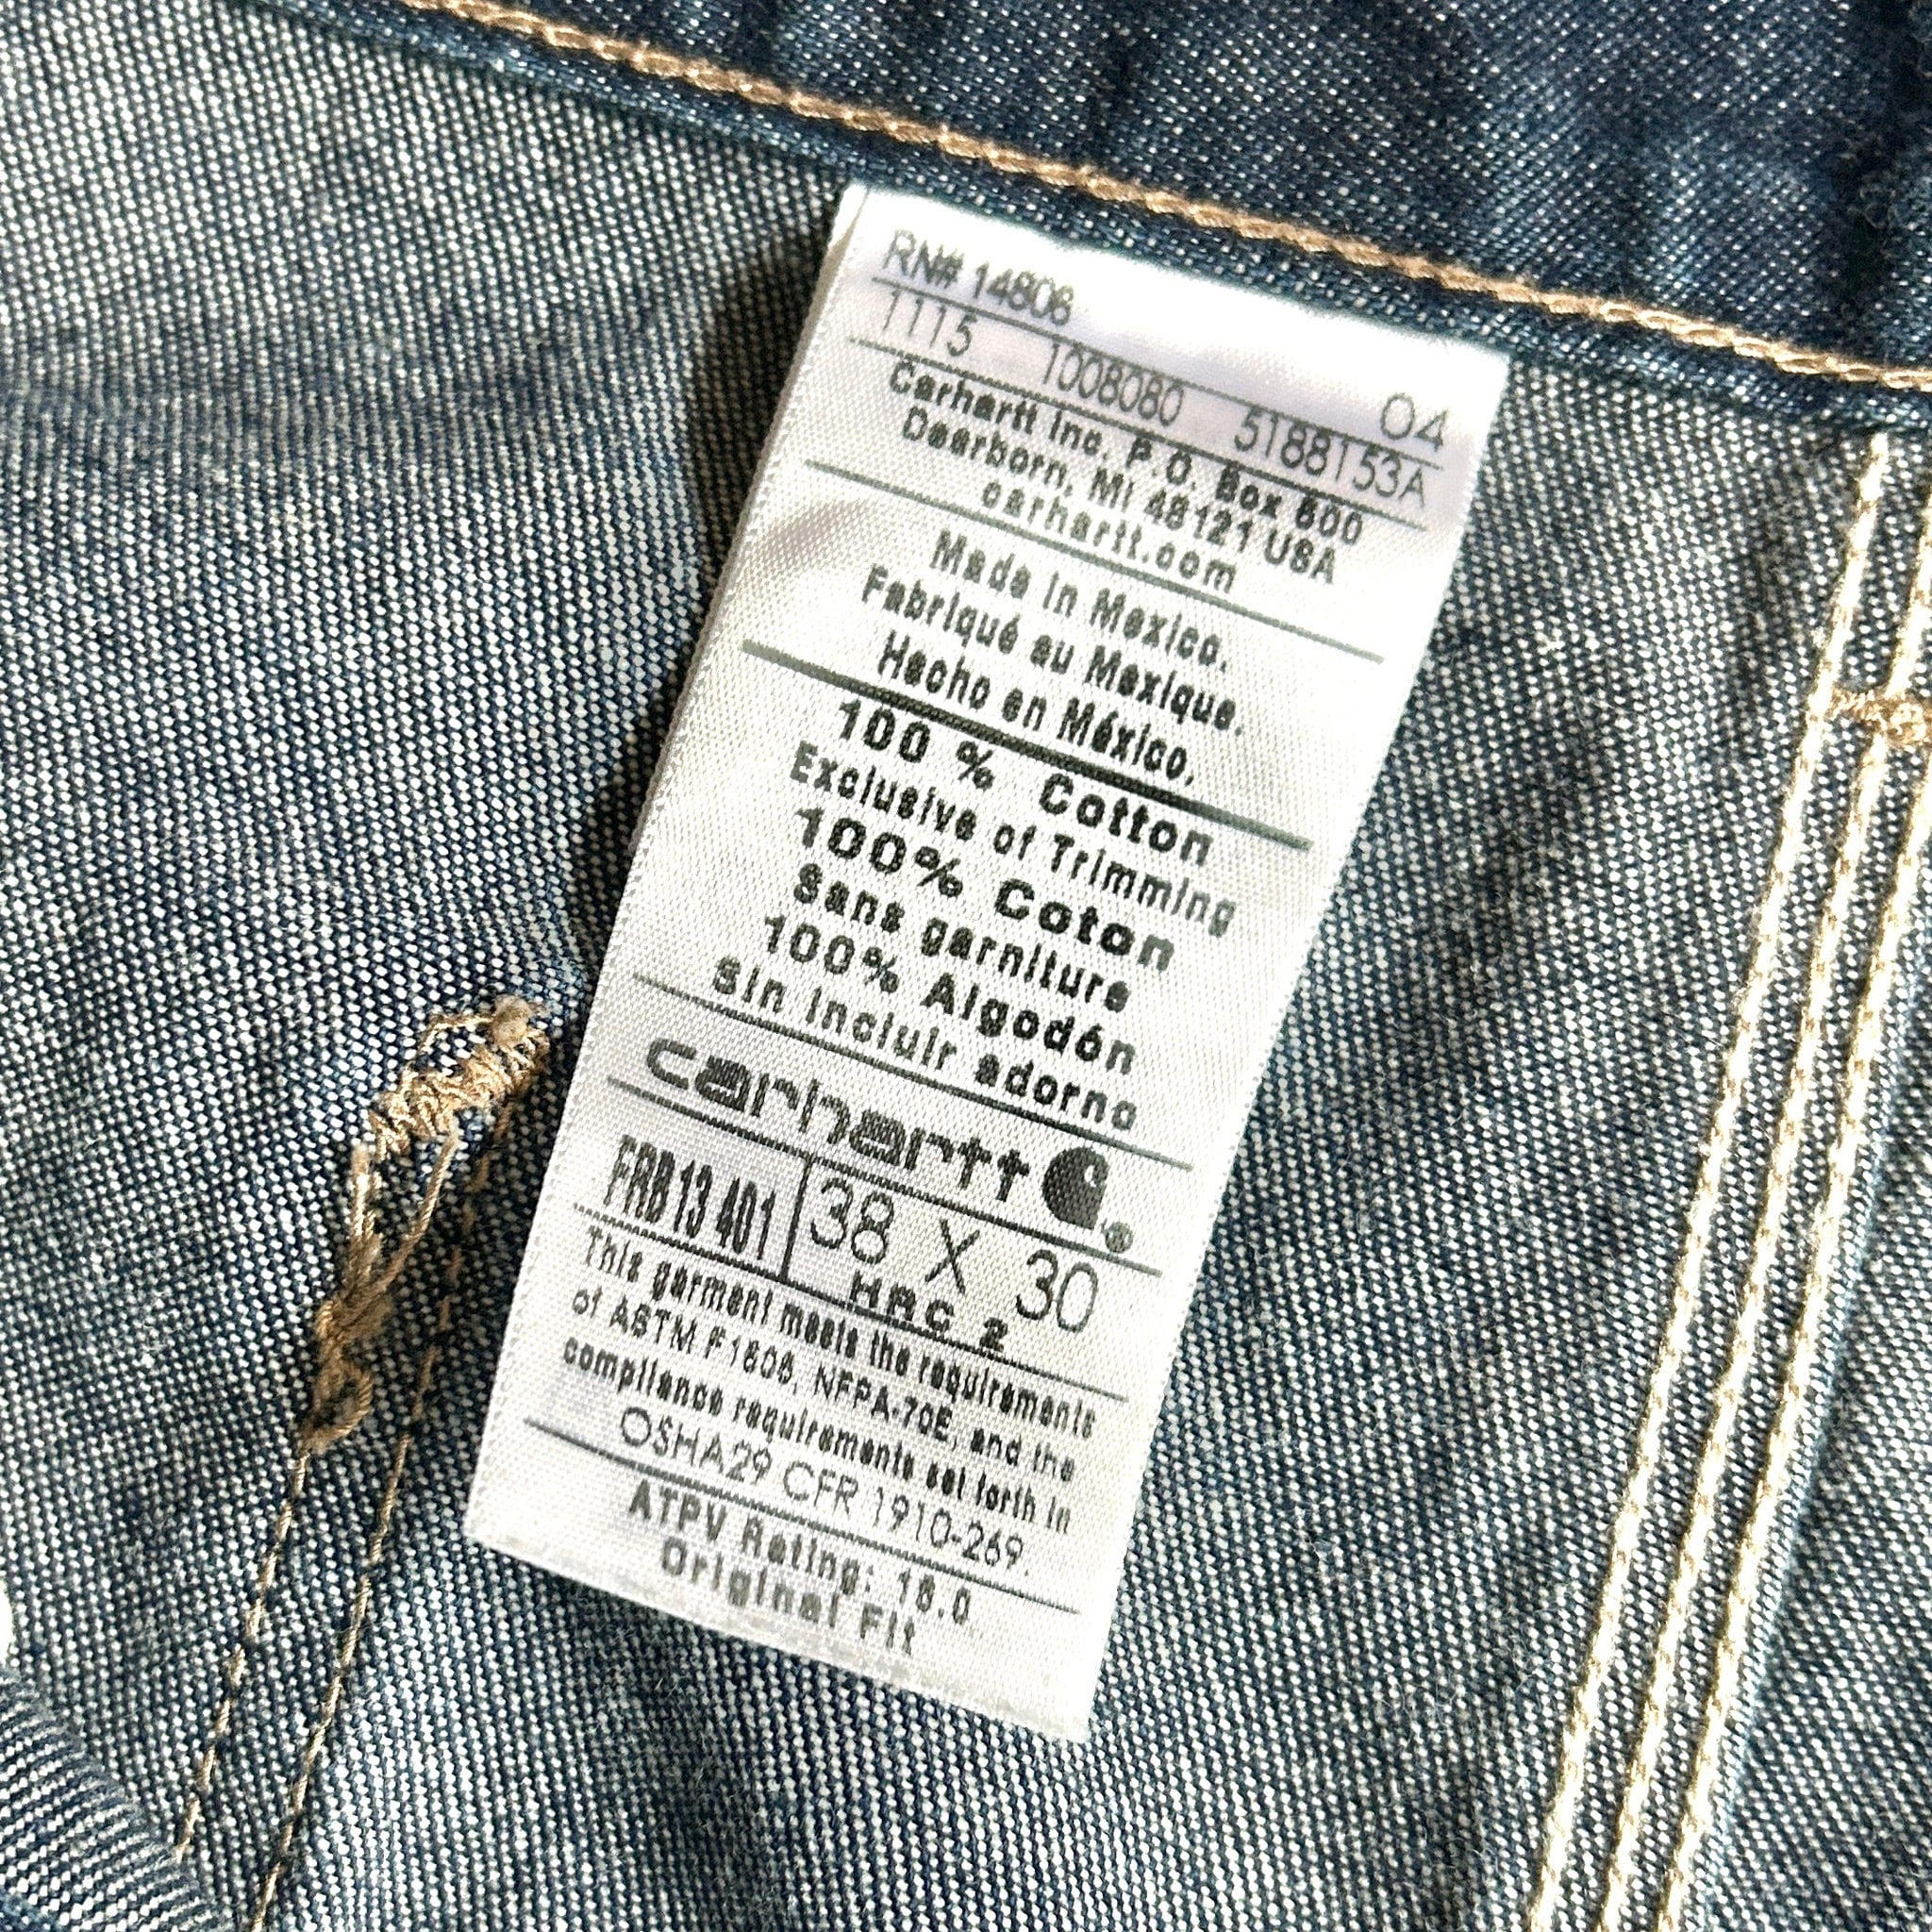 RN# 14806
04
1115 1008080 5188153A
Carhartt Inc. P.O. Box 600
Dearborn, MI 48121 USA
carhartt.com
Made in Mexico.
Fabriqué au Mexique.
Hecho en México.
100 % Cotton
Exclusive of Trimming
100% Coton
Sans garniture
100% Algodón
Sin incluir adorno
carhartt ®
FRB13 401 38 X 30
HRC 2
This garment meets the requirements
of ASTM F1506, NFPA-70E, and the
compliance requirements set forth in
OSHA29 CFR 1910-269.
ATPV Rating: 18.0
Original Fit